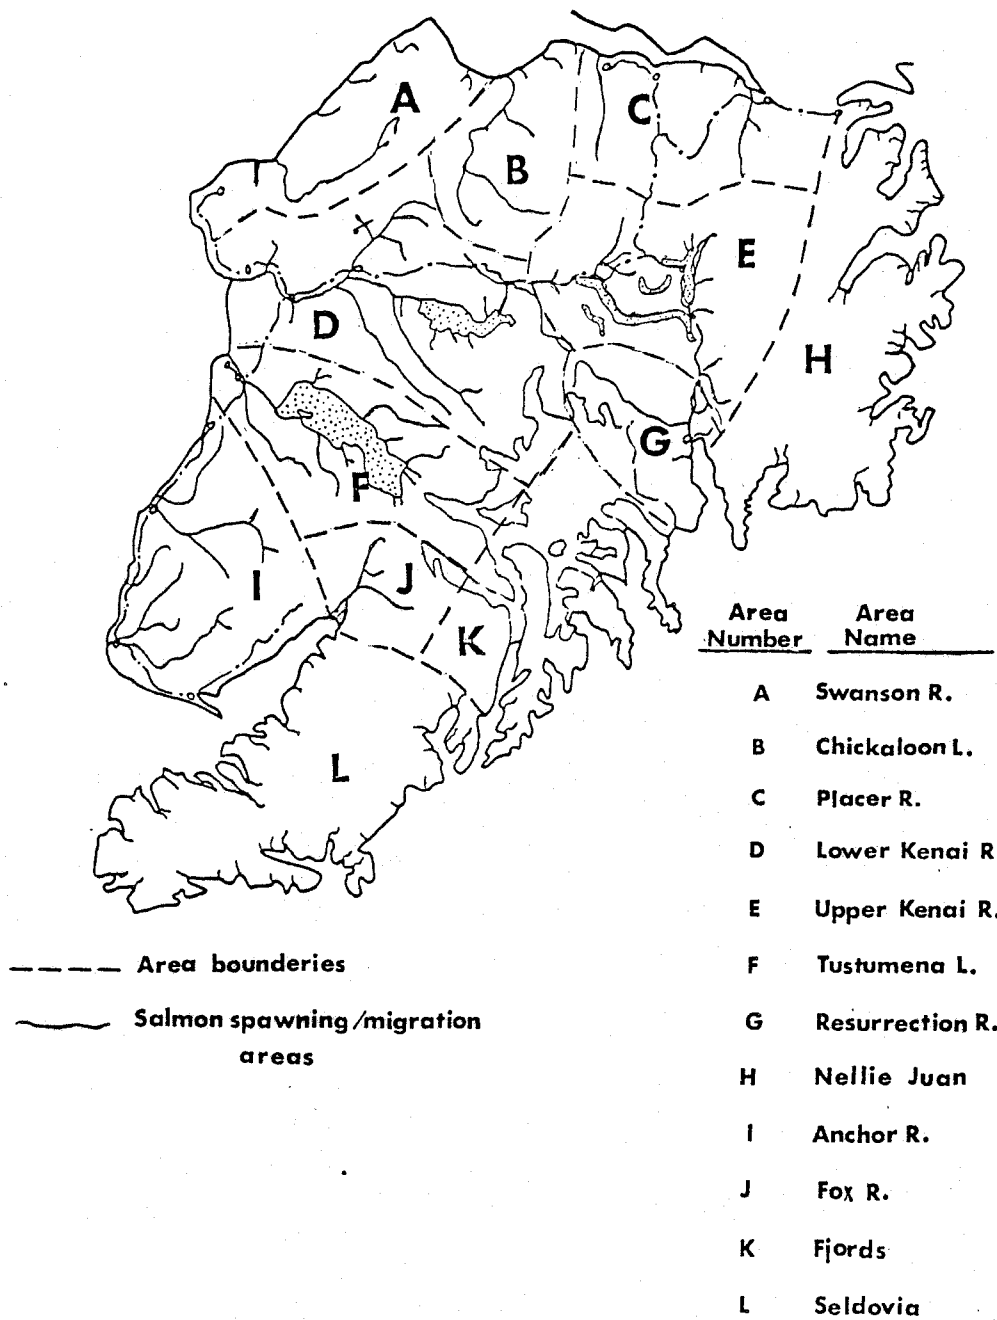 A
C
B
E
D
H
G
F
I
J
K
L
Area Area
Number Name
A Swanson R.
B Chickaloon L.
C Placer R.
D Lower Kenai R
E Upper Kenai R.
F Tustumena L.
G Resurrection R.
H Nellie Juan
I Anchor R.
J Fox R.
K Fjords
L Seldovia
Area bounderies
Salmon spawning/migration
areas